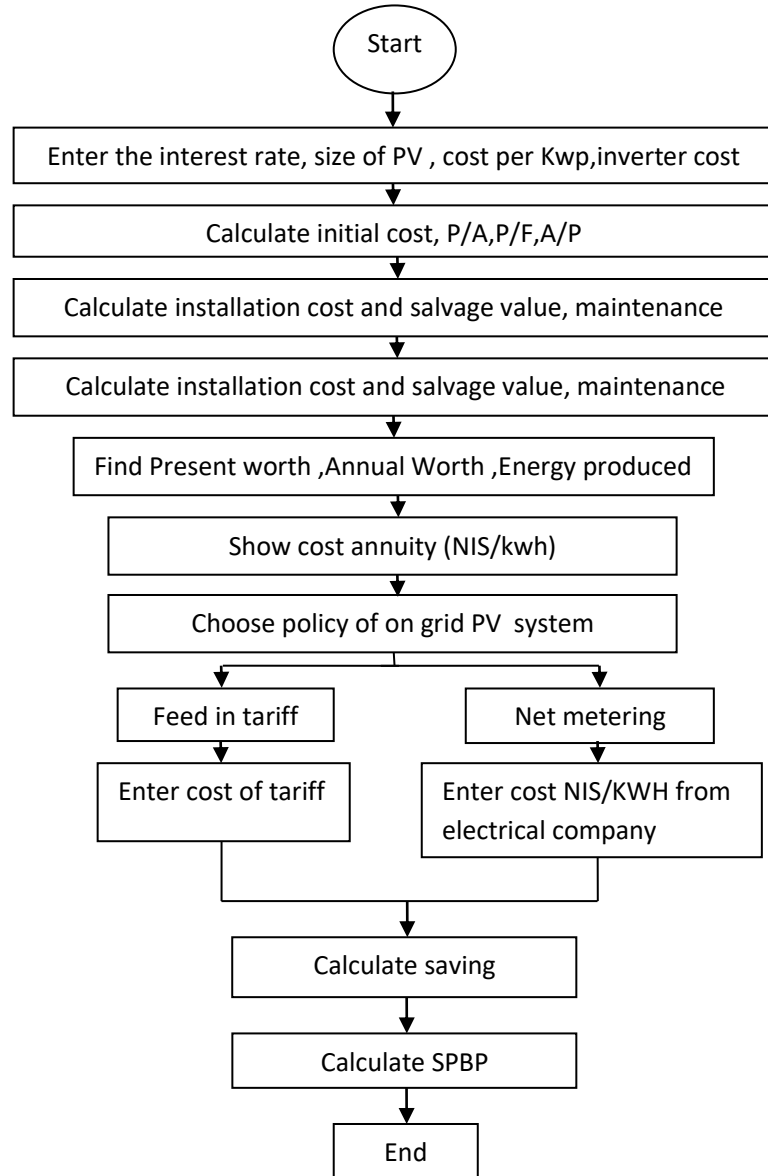 Start
Enter the interest rate, size of PV , cost per Kwp,inverter cost
Calculate initial cost, P/A,P/F,A/P
Calculate installation cost and salvage value, maintenance
Calculate installation cost and salvage value, maintenance
Find Present worth ,Annual Worth ,Energy produced
Show cost annuity (NIS/kwh)
Choose policy of on grid PV  system
Feed in tariff
Net metering
Enter cost of tariff
Enter cost NIS/KWH from
electrical company
Calculate saving
Calculate SPBP
End